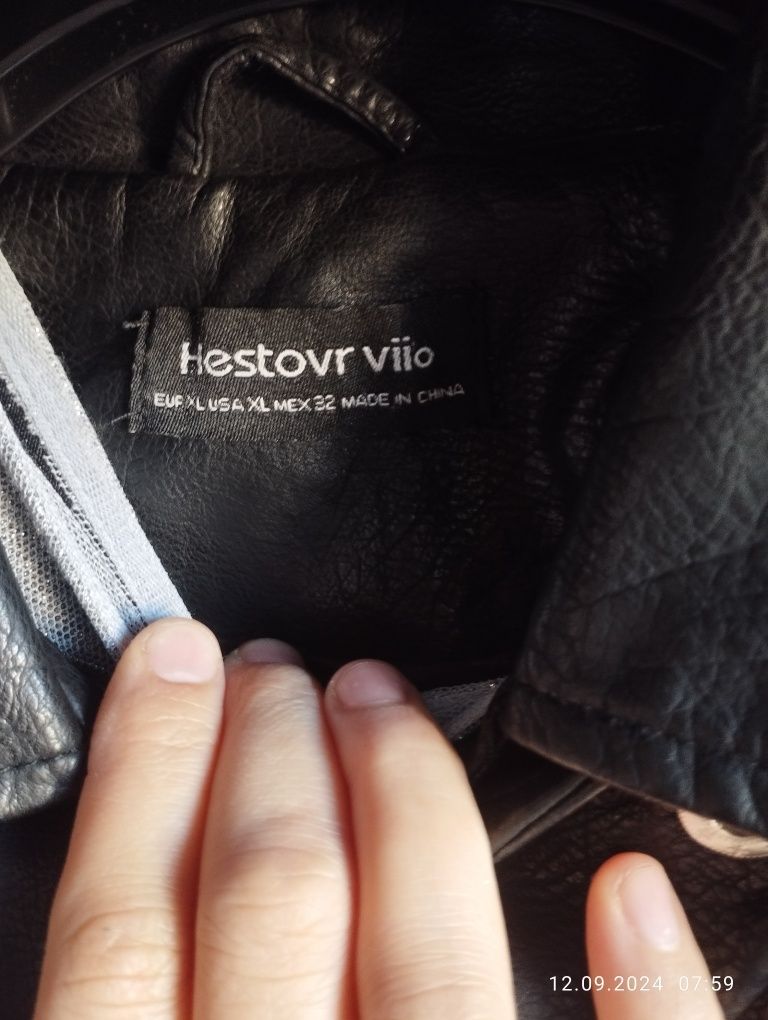 Hestovr viio
EUR XL USA XL MEX 32 MADE IN CHINA
12.09.2024 07:59